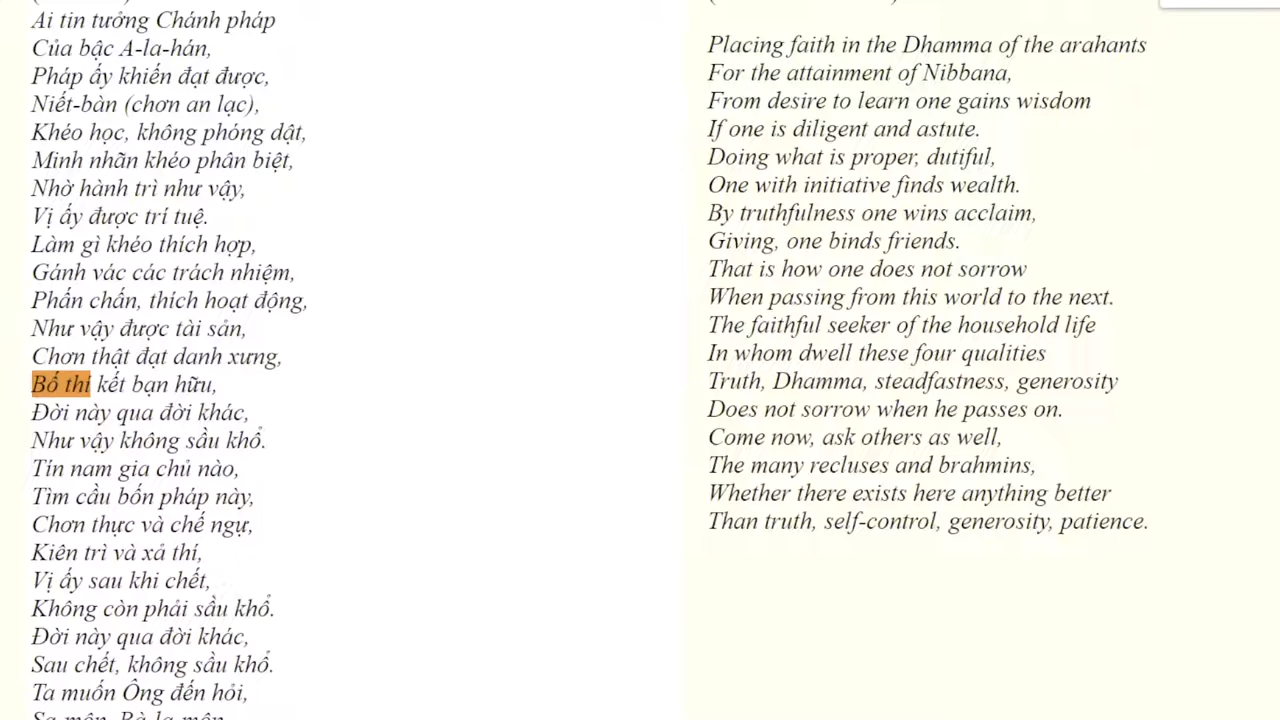 Ai tin tưởng Chánh pháp
Của bậc A-la-hán,
Pháp ấy khiến đạt được,
Niết-bàn (chơn an lạc),
Khéo học, không phóng dật,
Minh nhãn khéo phân biệt,
Nhờ hành trì như vậy,
Vị ấy được trí tuệ.
Làm gì khéo thích hợp,
Gánh vác các trách nhiệm,
Phấn chấn, thích hoạt động,
Như vậy được tài sản,
Chơn thật đạt danh xưng,
Bố thí kết bạn hữu,
Đời này qua đời khác,
Như vậy không sầu khổ.
Tín nam gia chủ nào,
Tìm cầu bốn pháp này,
Chơn thực và chế ngự,
Kiên trì và xả thí,
Vị ấy sau khi chết,
Không còn phải sầu khổ.
Đời này qua đời khác,
Sau chết, không sầu khổ.
Ta muốn Ông đến hỏi,
Sa-môn, Bà-la-môn
Placing faith in the Dhamma of the arahants
For the attainment of Nibbana,
From desire to learn one gains wisdom
If one is diligent and astute.
Doing what is proper, dutiful,
One with initiative finds wealth.
By truthfulness one wins acclaim,
Giving, one binds friends.
That is how one does not sorrow
When passing from this world to the next.
The faithful seeker of the household life
In whom dwell these four qualities
Truth, Dhamma, steadfastness, generosity
Does not sorrow when he passes on.
Come now, ask others as well,
The many recluses and brahmins,
Whether there exists here anything better
Than truth, self-control, generosity, patience.